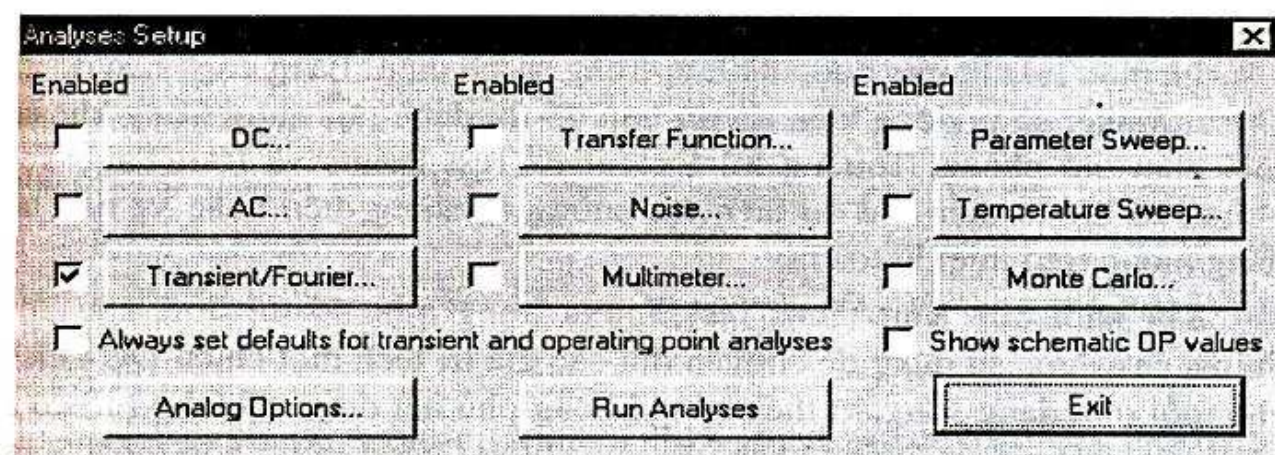 Analyses Setup
Enabled Enabled Enabled
DC... Transfer Function... Parameter Sweep...
AC... Noise... Temperature Sweep...
Transient/Fourier... Multimeter... Monte Carlo...
Always set defaults for transient and operating point analyses Show schematic OP values
Analog Options... Run Analyses Exit